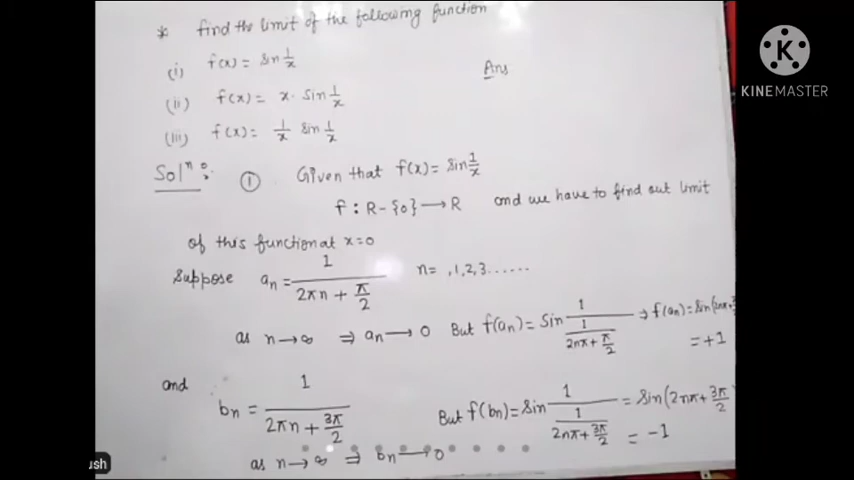 * find the limit of the following function
(i) f(x) = sin 1/x
Ans
(ii) f(x) = x. sin 1/x
(iii) f(x) = 1/x sin 1/x
Solⁿ: ① Given that f(x) = sin 1/x
f : R-{0} → R and we have to find out limit
of this function at x=0
Suppose aₙ = 1/(2πn + π/2) n= ,1,2,3......
as n→∞ ⇒ aₙ → 0 But f(aₙ) = Sin 1/(1/(2nπ + π/2)) ⇒ f(aₙ) = sin(2nπ+
= +1
and
bₙ = 1/(2πn + 3π/2) But f(bₙ) = sin 1/(1/(2nπ + 3π/2)) = sin(2nπ + 3π/2
= -1
as n→∞ ⇒ bₙ → 0
KINEMASTER
ush